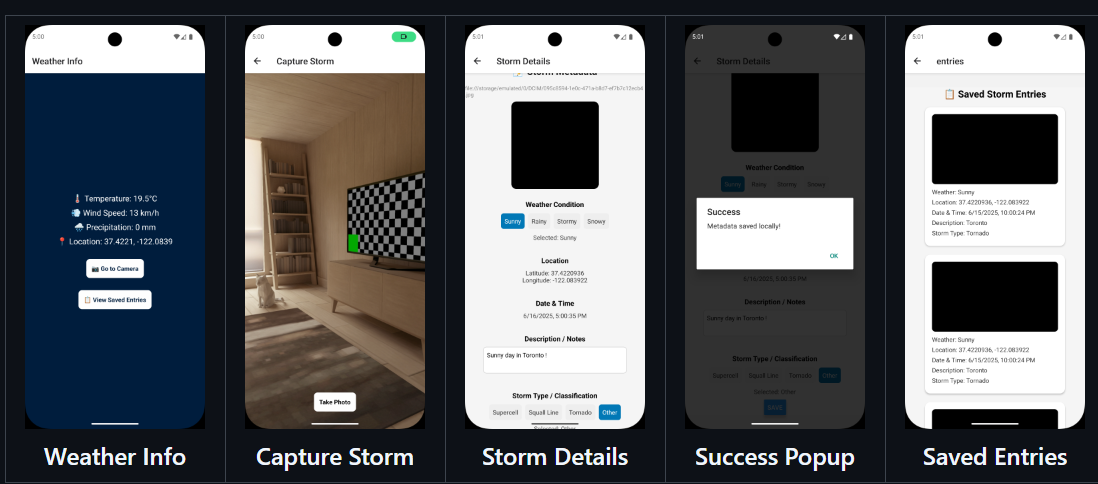 5:00
Weather Info
🌡️ Temperature: 19.5°C
💨 Wind Speed: 13 km/h
🌧️ Precipitation: 0 mm
📍 Location: 37.4221, -122.0839
📷 Go to Camera
📋 View Saved Entries
Weather Info
5:00
← Capture Storm
Take Photo
Capture Storm
5:01
← Storm Details
Storm Metadata
.jpg
Weather Condition
Sunny Rainy Stormy Snowy
Selected: Sunny
Location
Latitude: 37.4220936
Longitude: -122.083922
Date & Time
6/16/2025, 5:00:35 PM
Description / Notes
Sunny day in Toronto !
Storm Type / Classification
Supercell Squall Line Tornado Other
Selected: Other
Storm Details
5:01
← Storm Details
Weather Condition
Sunny Rainy Stormy Snowy
Success
Metadata saved locally!
OK
5/16/2025, 5:00:35 PM
Description / Notes
Sunny day in Toronto !
Storm Type / Classification
Supercell Squall Line Tornado Other
Selected: Other
Success Popup
5:01
← entries
📋 Saved Storm Entries
Weather: Sunny
Location: 37.4220936, -122.083922
Date & Time: 6/15/2025, 10:00:24 PM
Description: Toronto
Storm Type: Tornado
Weather: Sunny
Location: 37.4220936, -122.083922
Date & Time: 6/15/2025, 10:00:24 PM
Description: Toronto
Storm Type: Tornado
Saved Entries